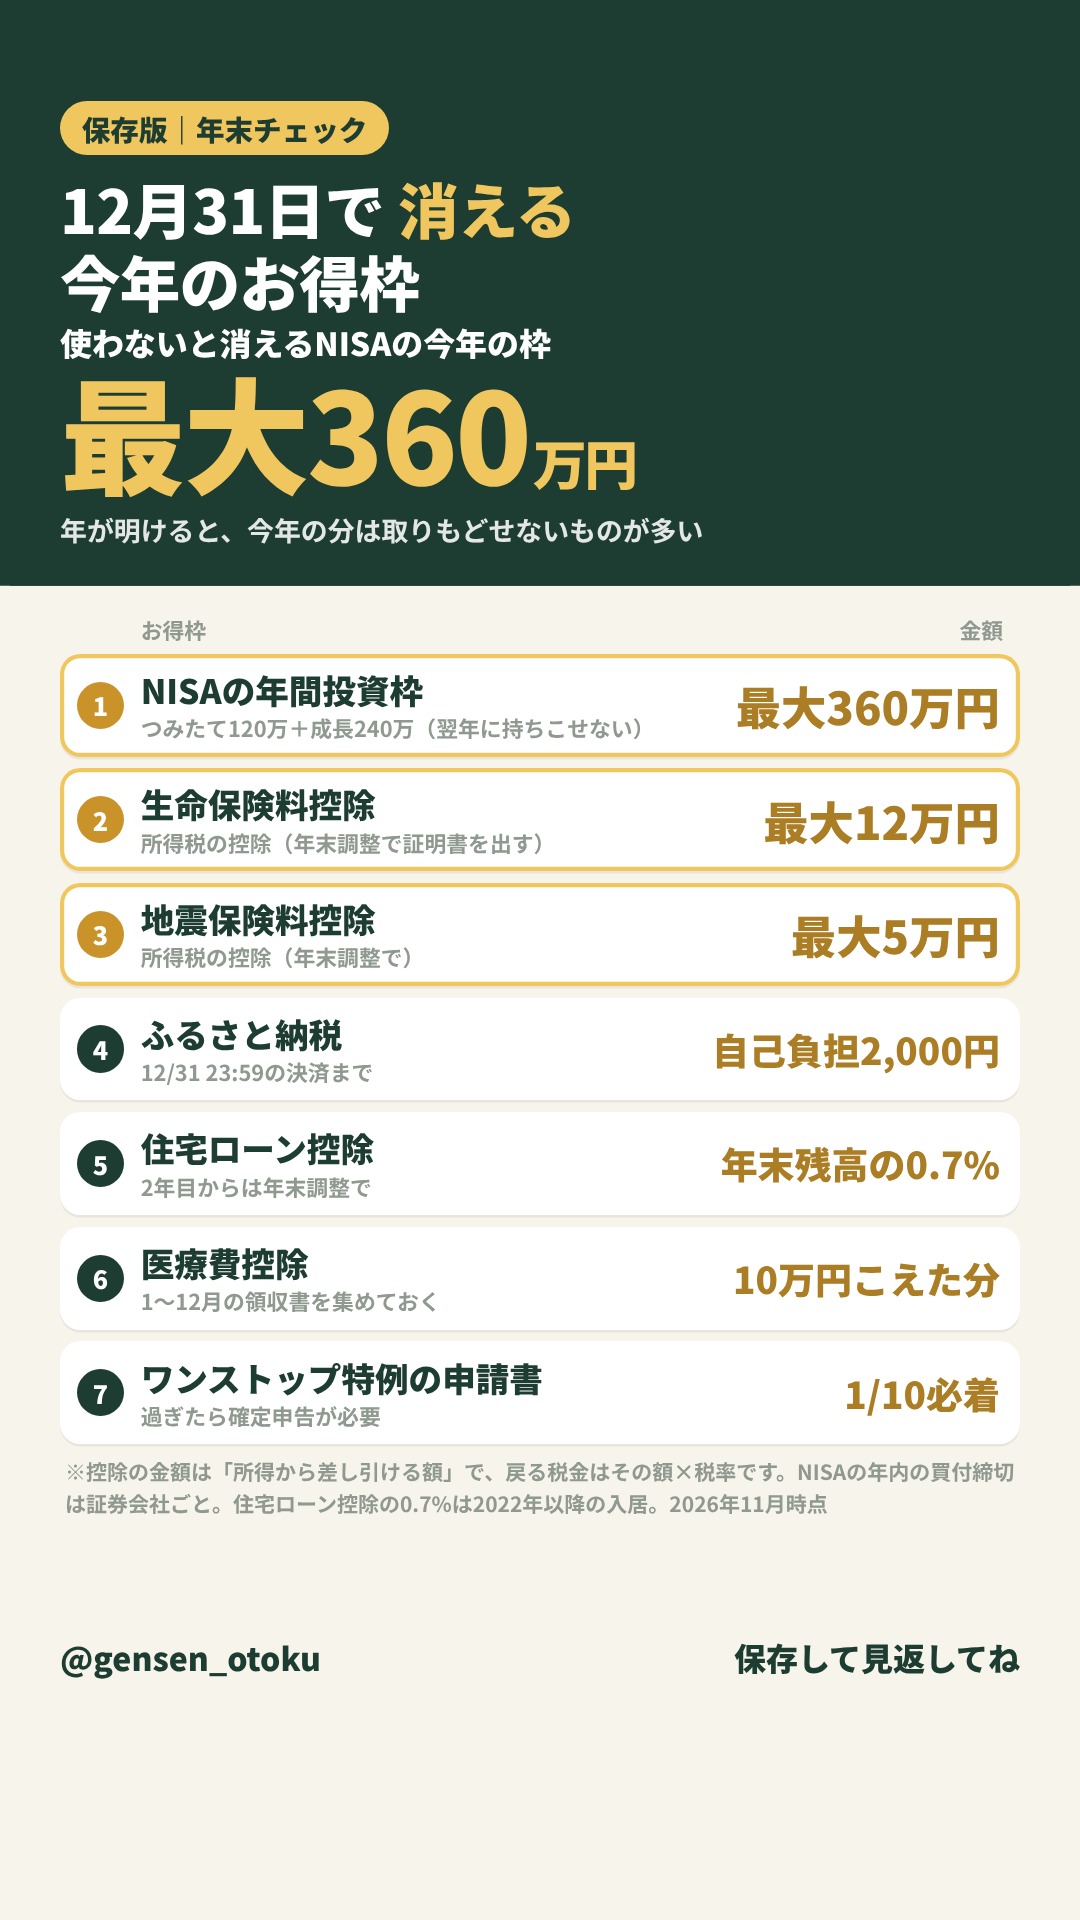 保存版｜年末チェック
12月31日で 消える
今年のお得枠
使わないと消えるNISAの今年の枠
最大360万円
年が明けると、今年の分は取りもどせないものが多い
お得枠 金額
1 NISAの年間投資枠 最大360万円
つみたて120万＋成長240万（翌年に持ちこせない）
2 生命保険料控除 最大12万円
所得税の控除（年末調整で証明書を出す）
3 地震保険料控除 最大5万円
所得税の控除（年末調整で）
4 ふるさと納税 自己負担2,000円
12/31 23:59の決済まで
5 住宅ローン控除 年末残高の0.7%
2年目からは年末調整で
6 医療費控除 10万円こえた分
1〜12月の領収書を集めておく
7 ワンストップ特例の申請書 1/10必着
過ぎたら確定申告が必要
※控除の金額は「所得から差し引ける額」で、戻る税金はその額×税率です。NISAの年内の買付締切
は証券会社ごと。住宅ローン控除の0.7%は2022年以降の入居。2026年11月時点
@gensen_otoku 保存して見返してね